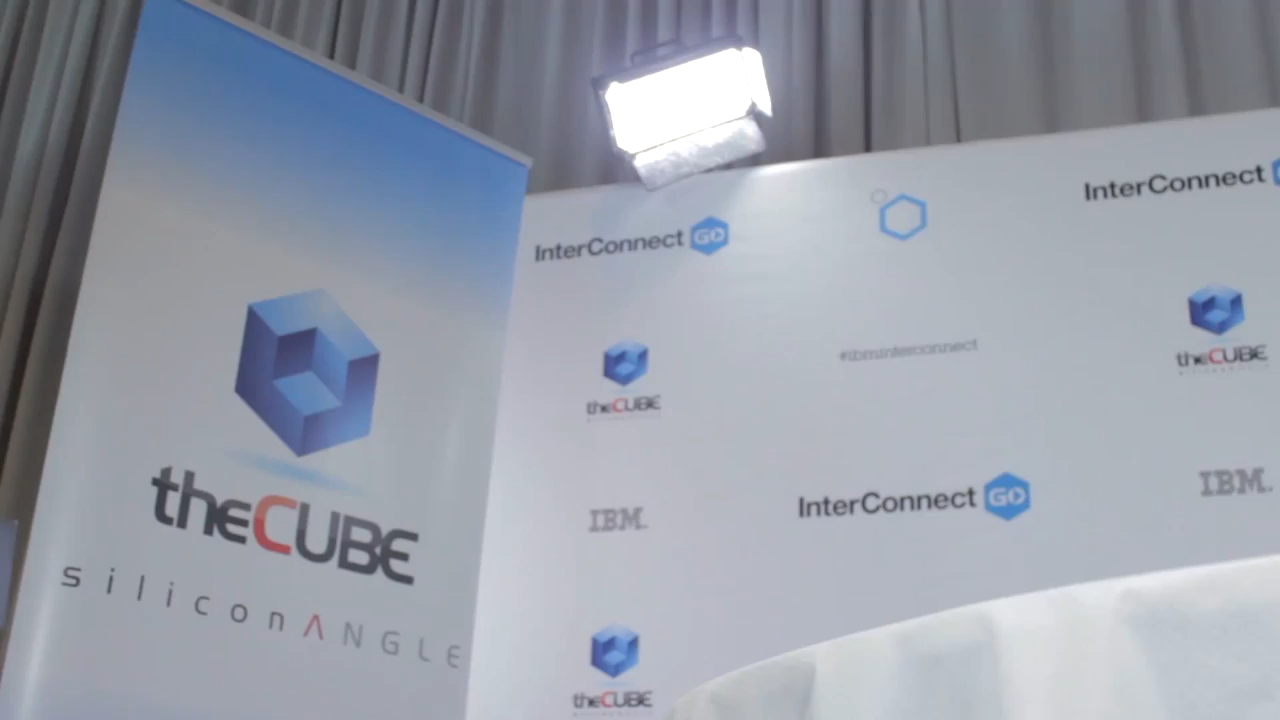 theCUBE
siliconANGLE
InterConnect GO
InterConnect
theCUBE
#ibminterconnect
theCUBE
IBM.
InterConnect GO
IBM.
theCUBE